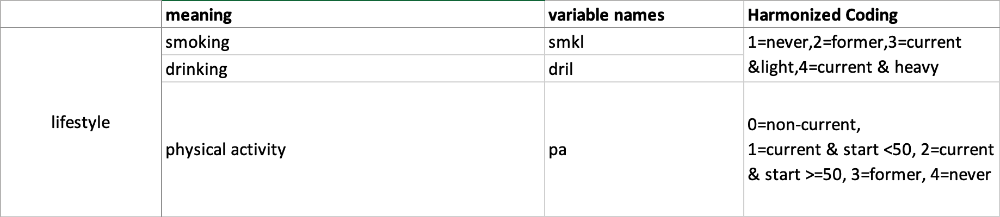 meaning variable names Harmonized Coding
smoking smkl 1=never,2=former,3=current
drinking dril &light,4=current & heavy
lifestyle
physical activity pa
0=non-current,
1=current & start <50, 2=current
& start >=50, 3=former, 4=never